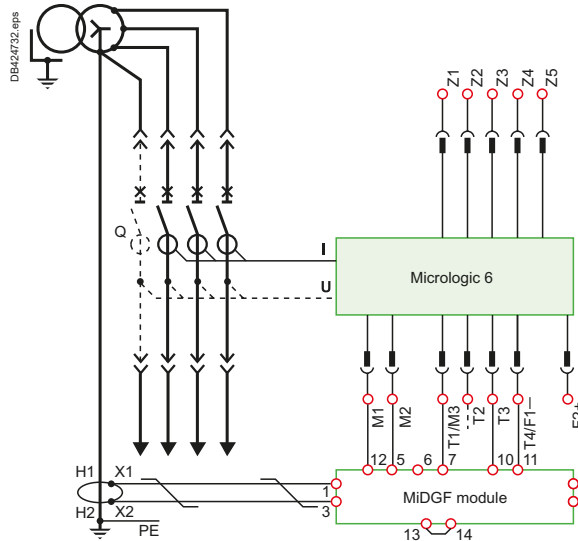 DB424732.eps
Z1
Z2
Z3
Z4
Z5
Q
I
U
Micrologic 6
M1
M2
T1/M3
T2
T3
T4/F1—
12
5
6
7
10
11
H1
X1
H2
X2
PE
1
3
MiDGF module
13
14